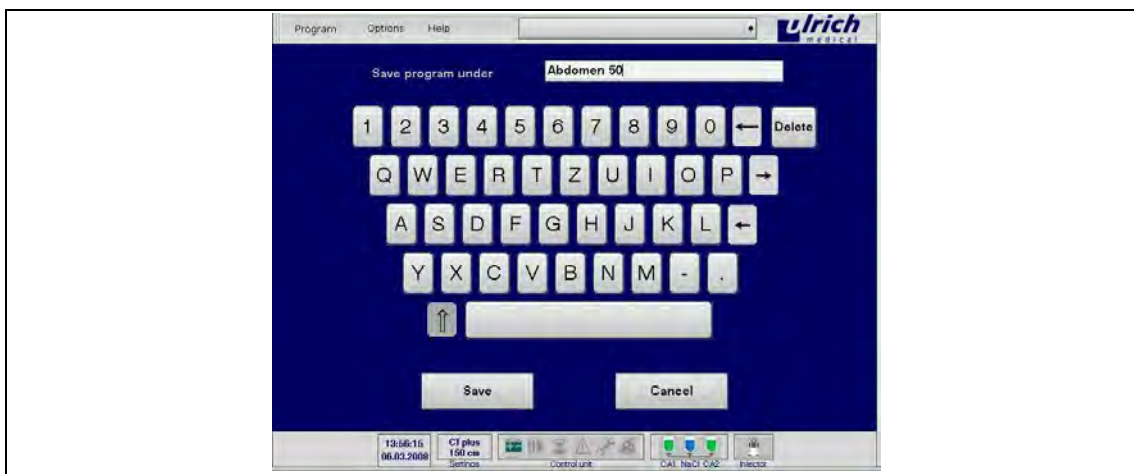 Program Options Help
ulrich
medical
Save program under Abdomen 50
1 2 3 4 5 6 7 8 9 0 ← Delete
Q W E R T Z U I O P →
A S D F G H J K L ←
Y X C V B N M - .
⇧
Save Cancel
13:56:15 CT plus
06.03.2008 150 cm
Settings Control unit CA1 NaCl CA2 Injector